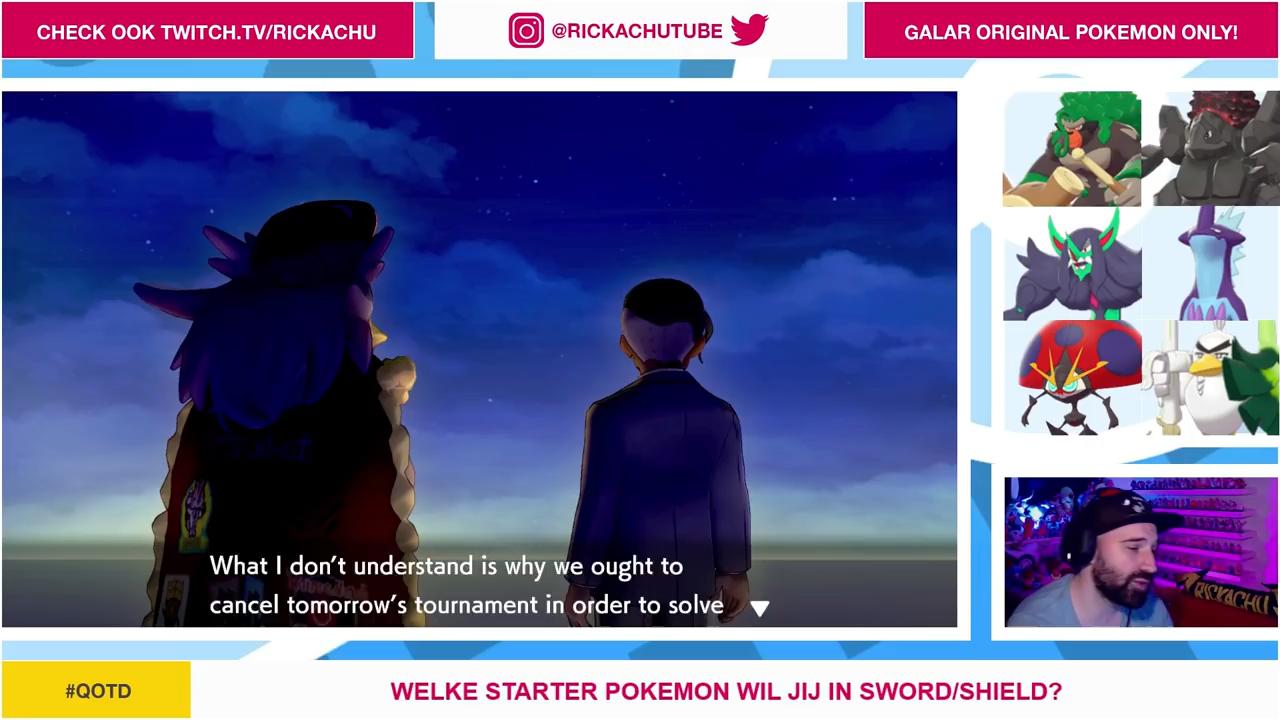 CHECK OOK TWITCH.TV/RICKACHU
@RICKACHUTUBE
GALAR ORIGINAL POKEMON ONLY!
What I don't understand is why we ought to
cancel tomorrow's tournament in order to solve
RICKACHU
#QOTD
WELKE STARTER POKEMON WIL JIJ IN SWORD/SHIELD?